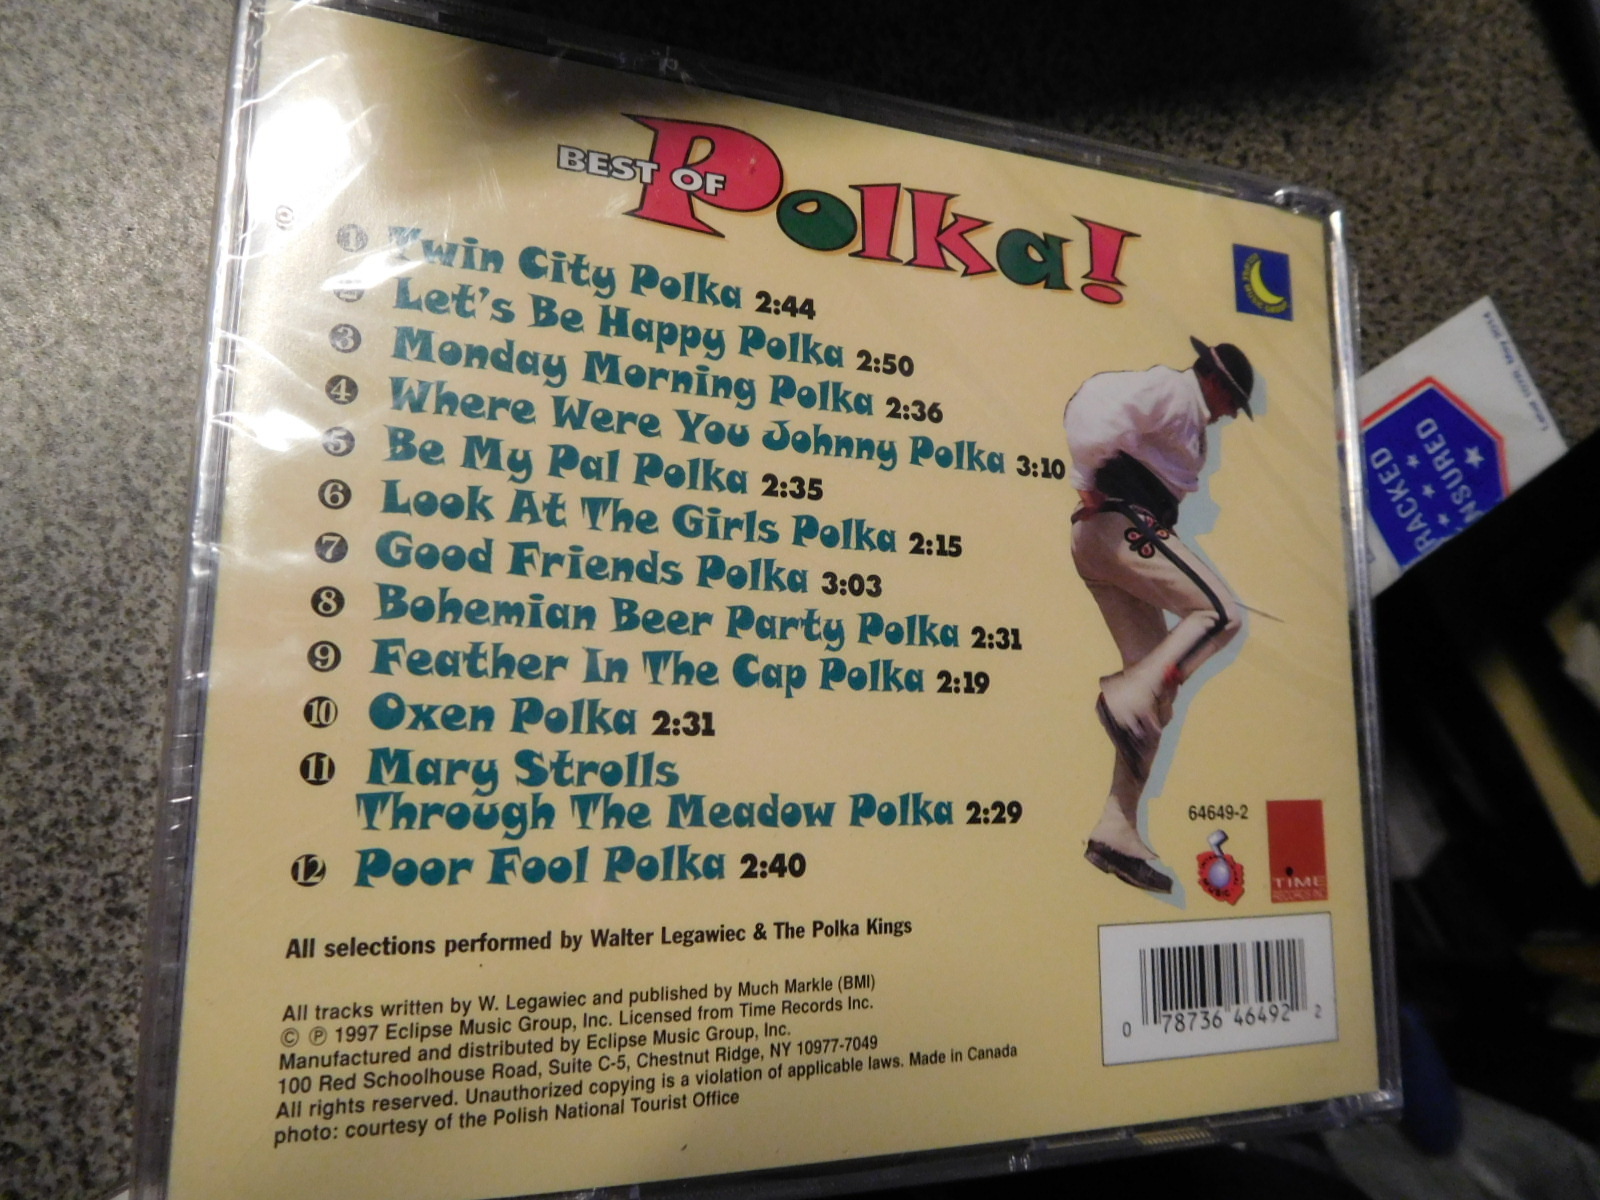 BEST OF Polka!
1 Twin City Polka 2:44
2 Let's Be Happy Polka 2:50
3 Monday Morning Polka 2:36
4 Where Were You Johnny Polka 3:10
5 Be My Pal Polka 2:35
6 Look At The Girls Polka 2:15
7 Good Friends Polka 3:03
8 Bohemian Beer Party Polka 2:31
9 Feather In The Cap Polka 2:19
10 Oxen Polka 2:31
11 Mary Strolls
Through The Meadow Polka 2:29
12 Poor Fool Polka 2:40
All selections performed by Walter Legawiec & The Polka Kings
All tracks written by W. Legawiec and published by Much Markle (BMI)
© ℗ 1997 Eclipse Music Group, Inc. Licensed from Time Records Inc.
Manufactured and distributed by Eclipse Music Group, Inc.
100 Red Schoolhouse Road, Suite C-5, Chestnut Ridge, NY 10977-7049
All rights reserved. Unauthorized copying is a violation of applicable laws. Made in Canada
photo: courtesy of the Polish National Tourist Office
64649-2
MUSIC
TIME
RECORDS INC
0 78736 46492 2
RACKED
NSURED